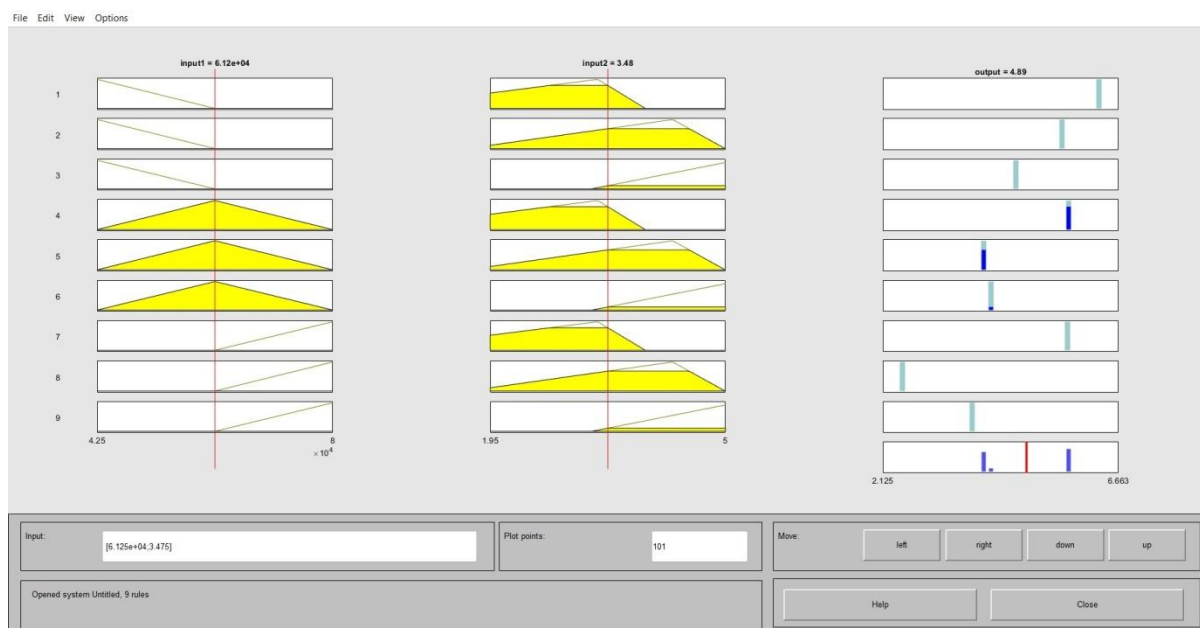 File Edit View Options
input1 = 6.12e+04 input2 = 3.48 output = 4.89
1
2
3
4
5
6
7
8
9
4.25 8 1.95 5
× 10^4
2.125 6.663
Input: [6.125e+04;3.475] Plot points: 101 Move: left right down up
Opened system Untitled, 9 rules Help Close